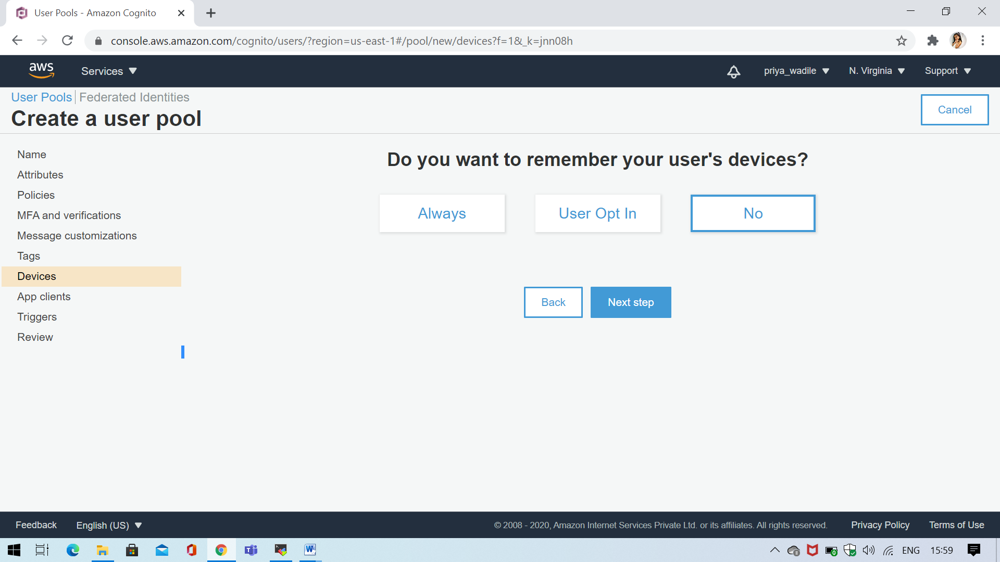 User Pools - Amazon Cognito
console.aws.amazon.com/cognito/users/?region=us-east-1#/pool/new/devices?f=1&_k=jnn08h
aws
Services
priya_wadile
N. Virginia
Support
User Pools Federated Identities
Create a user pool
Cancel
Name
Attributes
Policies
MFA and verifications
Message customizations
Tags
Devices
App clients
Triggers
Review
Do you want to remember your user's devices?
Always
User Opt In
No
Back
Next step
Feedback
English (US)
© 2008 - 2020, Amazon Internet Services Private Ltd. or its affiliates. All rights reserved.
Privacy Policy
Terms of Use
ENG
15:59